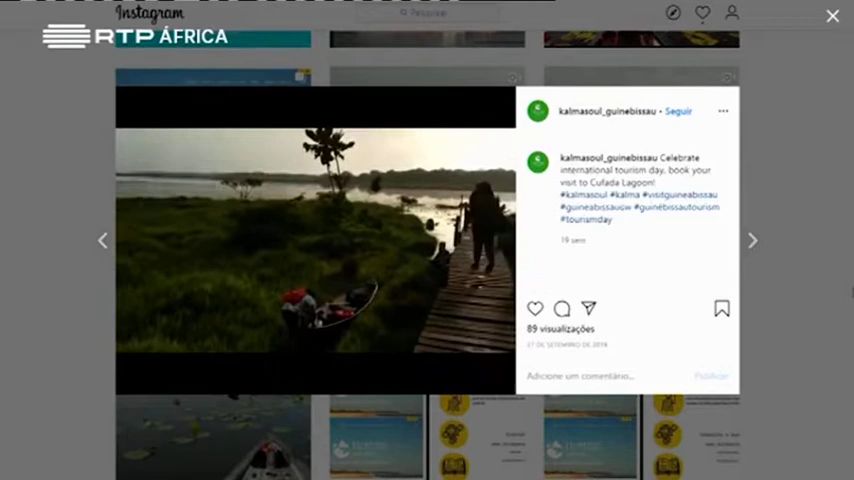 Instagram
Pesquisar
RTP ÁFRICA
kalmasoul_guinebissau • Seguir
kalmasoul_guinebissau Celebrate
international tourism day, book your
visit to Cufada Lagoon!
#kalmasoul #kalma #visitguineabissau
#guineabissaugw #guinebissautourism
#tourismday
19 sem
89 visualizações
27 DE SETEMBRO DE 2019
Adicione um comentário...
Publicar